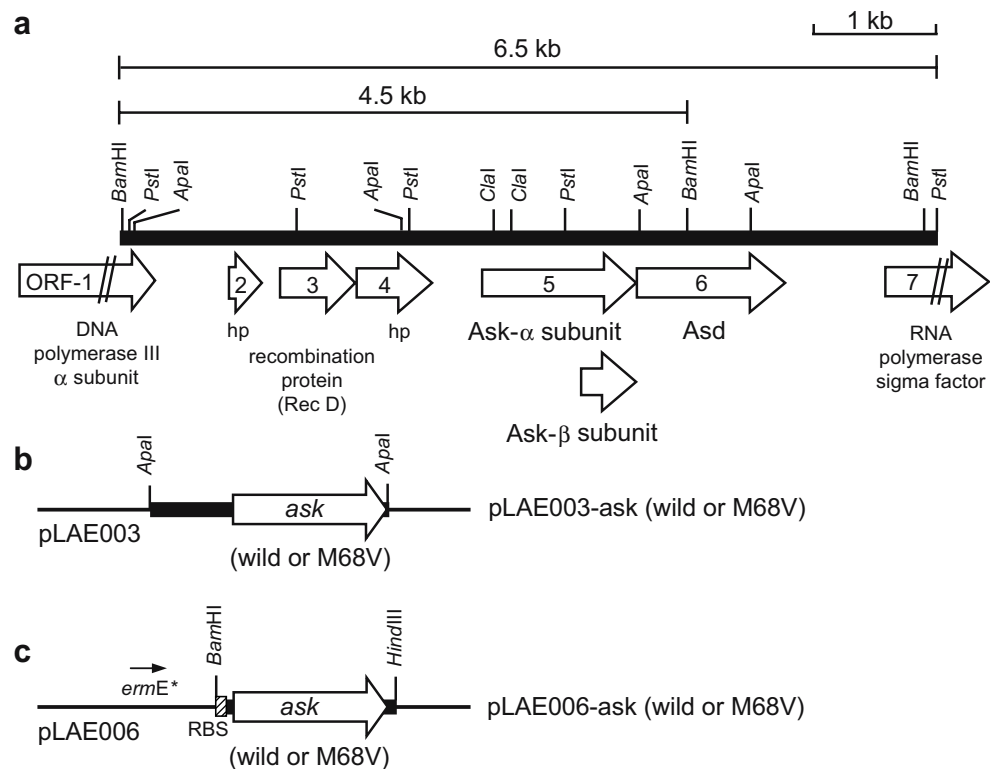 a
1 kb
6.5 kb
4.5 kb
BamHI
PstI
ApaI
PstI
ApaI
PstI
ClaI
ClaI
PstI
ApaI
BamHI
ApaI
BamHI
PstI
ORF-1
2
3
4
5
6
7
DNA
polymerase III
α subunit
hp
recombination
protein
(Rec D)
hp
Ask-α subunit
Asd
RNA
polymerase
sigma factor
Ask-β subunit
b
ApaI
ApaI
ask
pLAE003
(wild or M68V)
pLAE003-ask (wild or M68V)
c
BamHI
HindIII
ermE*
ask
pLAE006
RBS
(wild or M68V)
pLAE006-ask (wild or M68V)